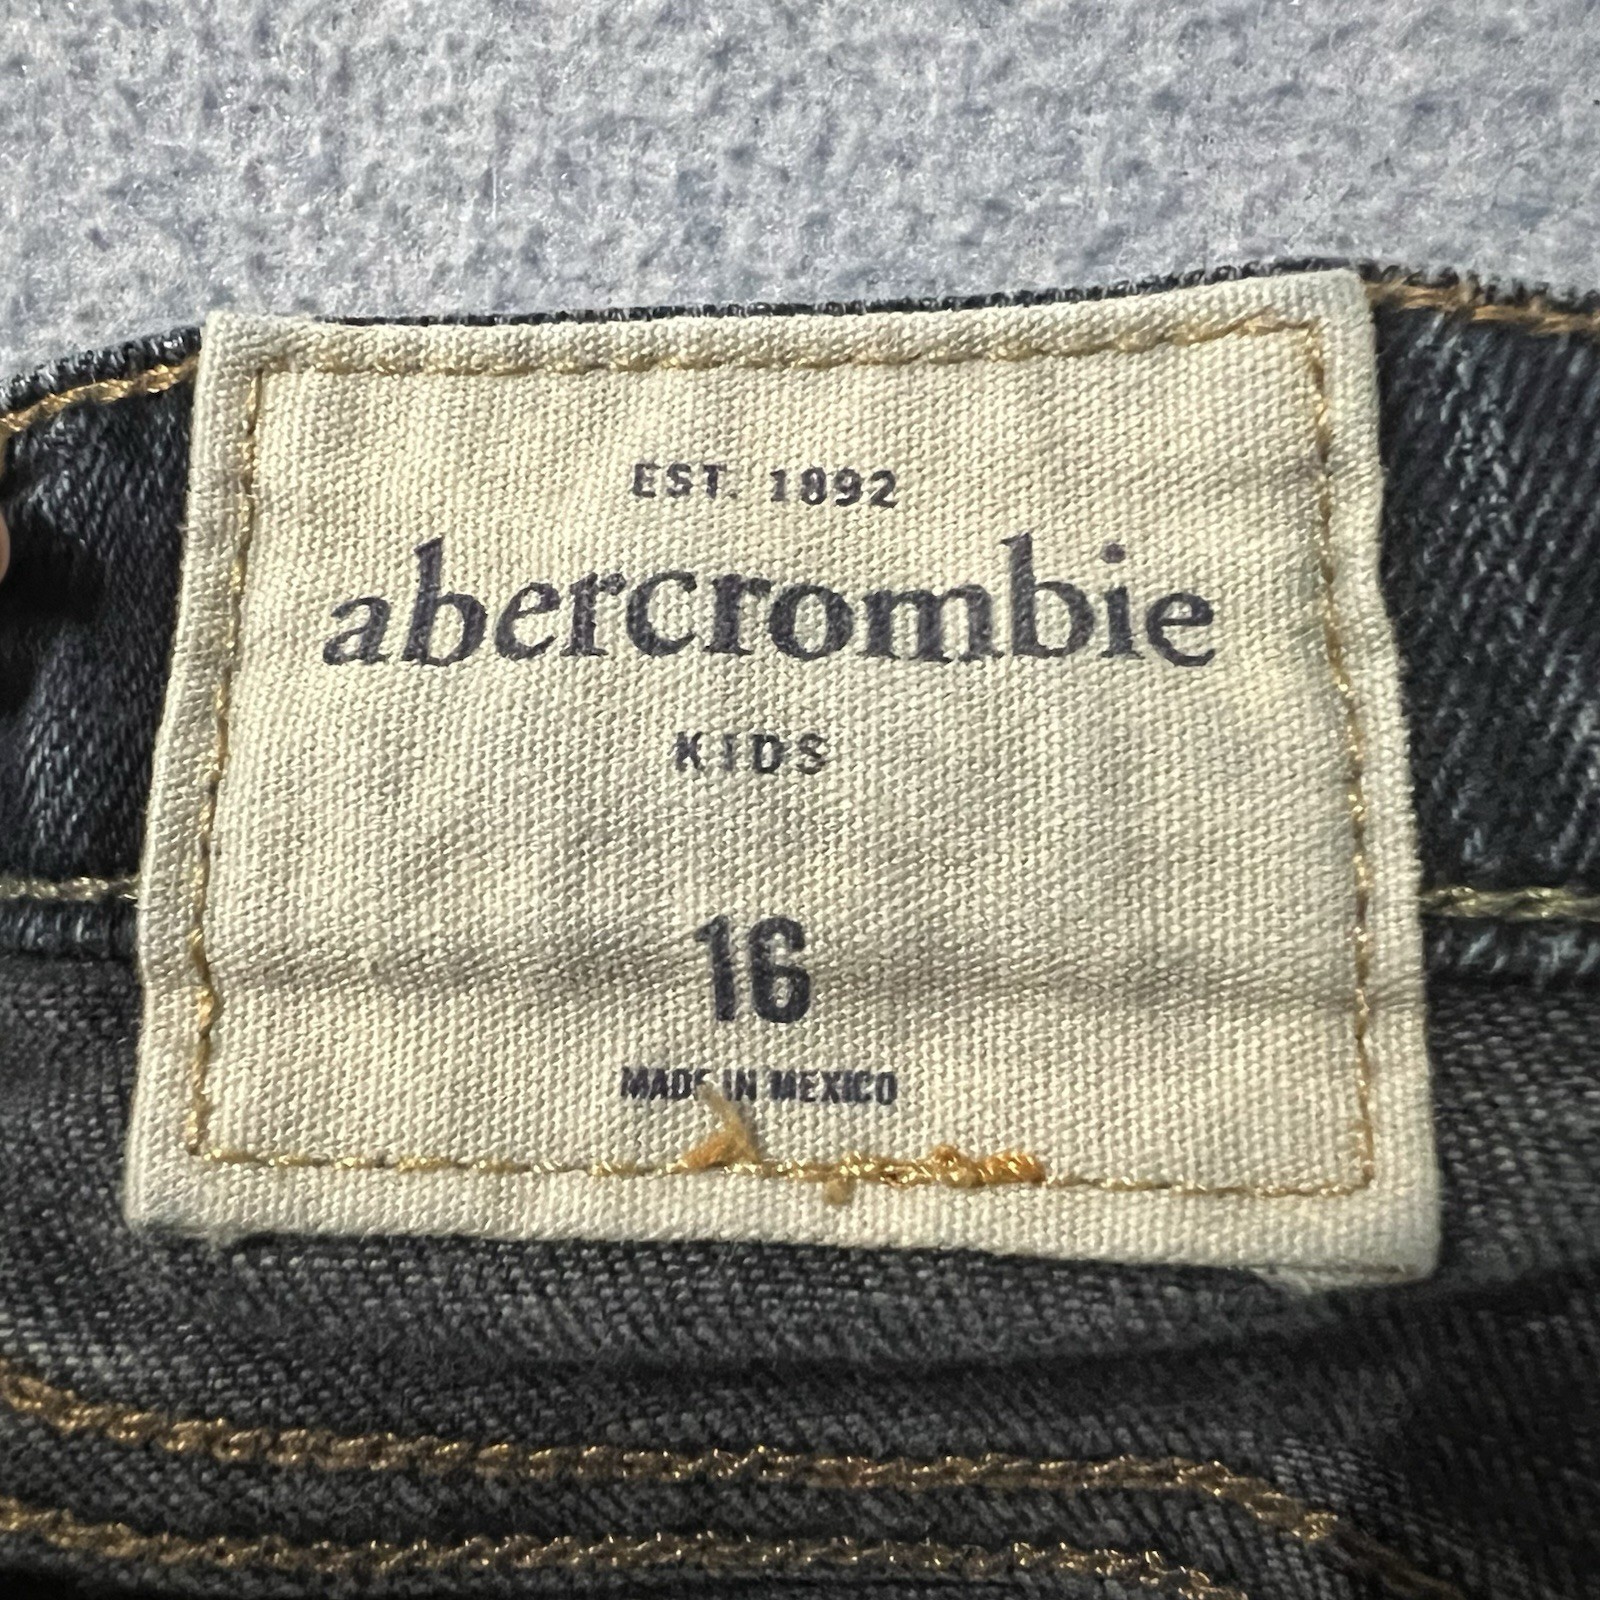 EST. 1892
abercrombie
KIDS
16
MADE IN MEXICO